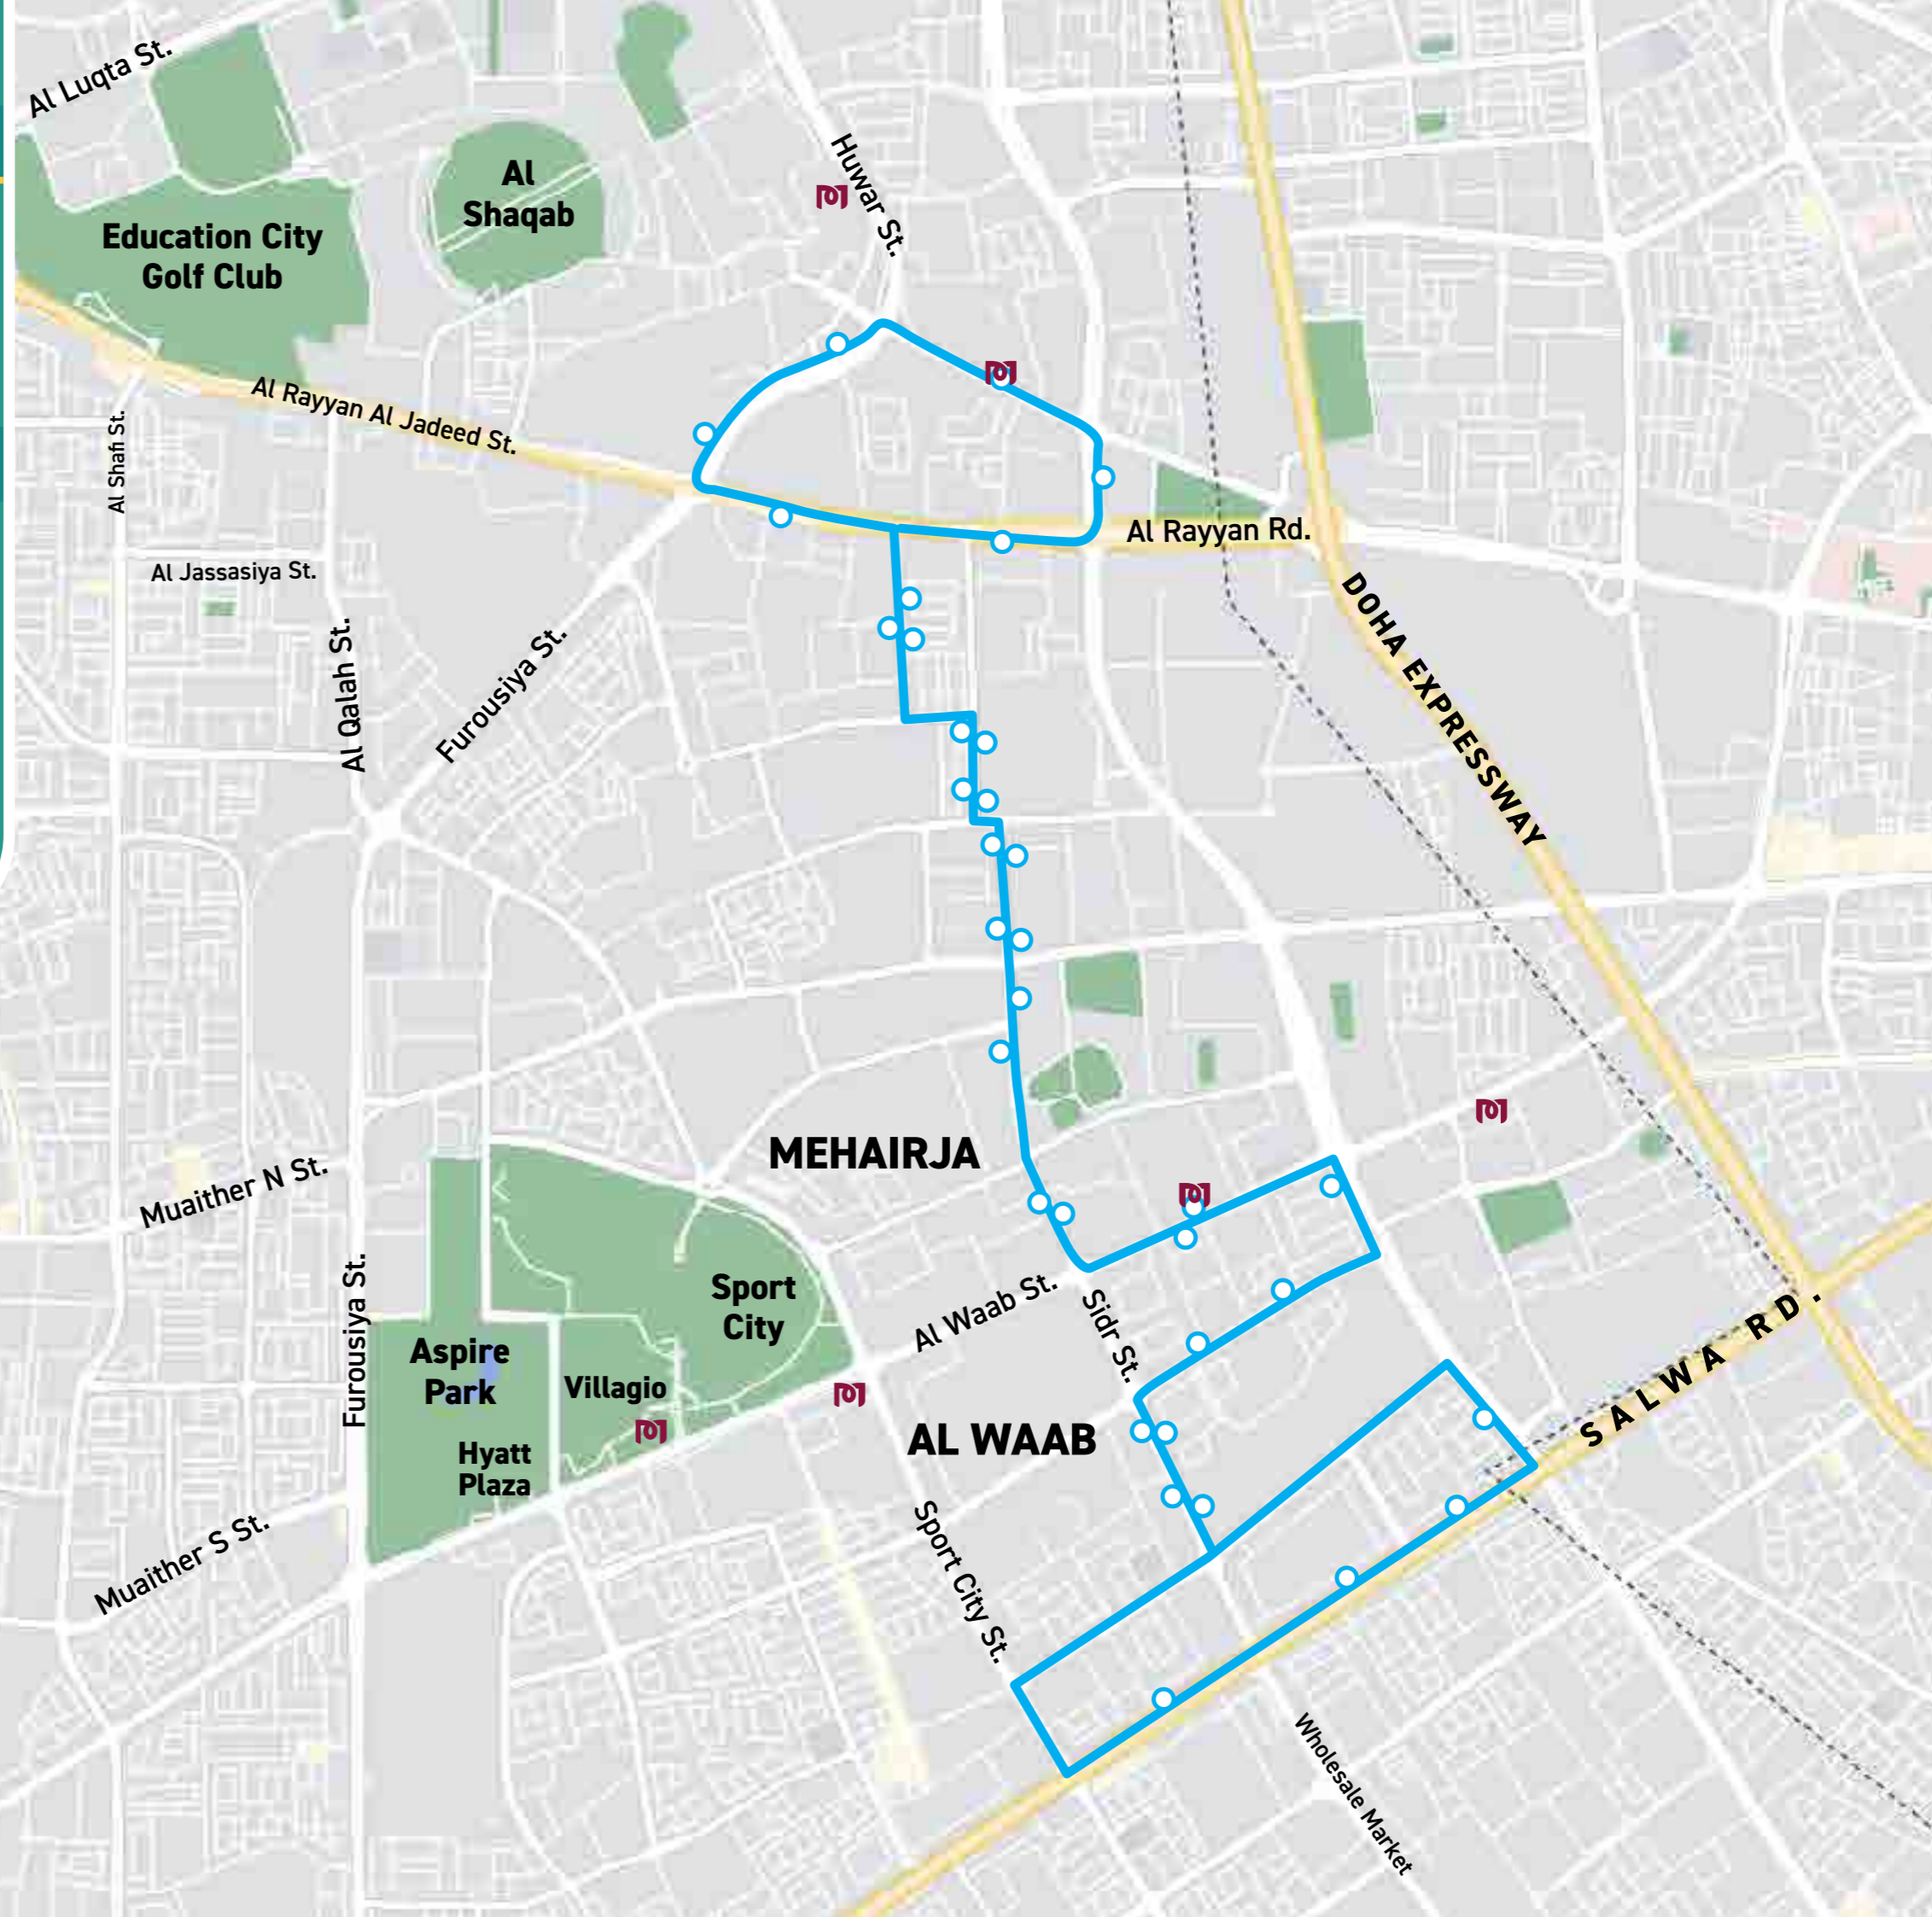 Al Luqta St.
Huwar St.
Al
Shaqab
Education City
Golf Club
Al Rayyan Al Jadeed St.
Al Shafi St.
Al Rayyan Rd.
Al Jassasiya St.
DOHA EXPRESSWAY
Al Qalah St.
Furousiya St.
MEHAIRJA
Muaither N St.
Furousiya St.
Sport
City
Al Waab St.
Sidr St.
SALWA RD.
Aspire
Park
Villagio
AL WAAB
Hyatt
Plaza
Sport City St.
Muaither S St.
Wholesale Market